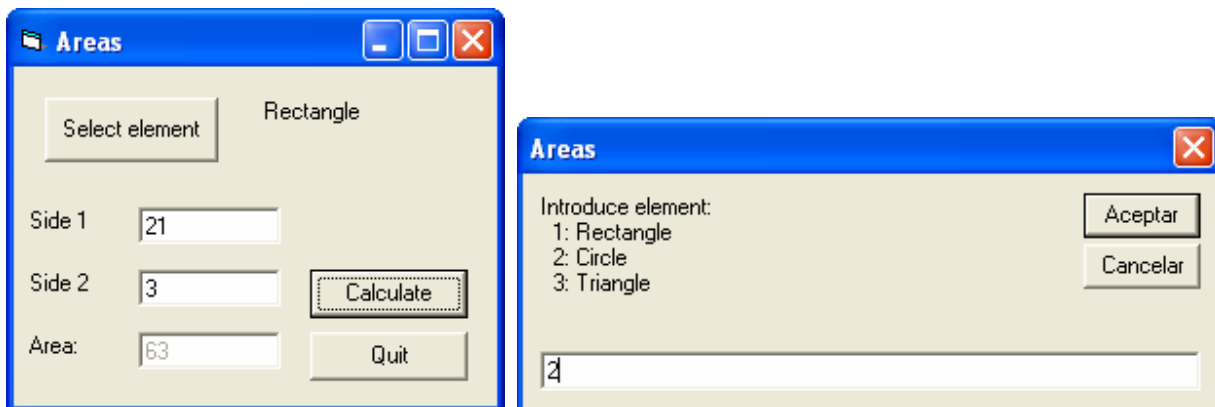 Areas
Select element
Rectangle
Side 1
21
Side 2
3
Calculate
Area:
63
Quit
Areas
Introduce element:
1: Rectangle
2: Circle
3: Triangle
Aceptar
Cancelar
2